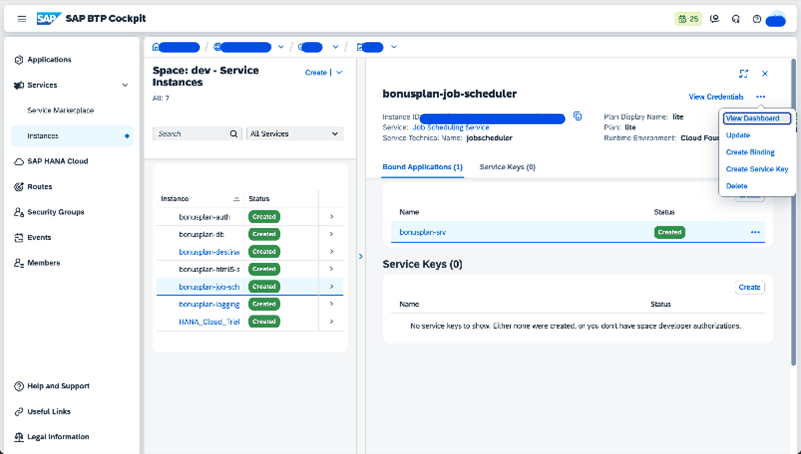 SAP SAP BTP Cockpit
25
Applications
Services
Service Marketplace
Instances
SAP HANA Cloud
Routes
Security Groups
Events
Members
Help and Support
Useful Links
Legal Information
Space: dev - Service Instances
Create
All: 7
Search
All Services
Instance Status
bonusplan-auth Created
bonusplan-db Created
bonusplan-destina Created
bonusplan-html5-s Created
bonusplan-job-sch Created
bonusplan-logging Created
HANA_Cloud_Trial Created
bonusplan-job-scheduler
View Credentials
Instance ID
Service: Job Scheduling Service
Service Technical Name: jobscheduler
Plan Display Name: lite
Plan: lite
Runtime Environment: Cloud Foun
View Dashboard
Update
Create Binding
Create Service Key
Delete
Bound Applications (1) Service Keys (0)
Name Status
bonusplan-srv Created
Service Keys (0)
Create
Name Status
No service keys to show. Either none were created, or you don't have space developer authorizations.